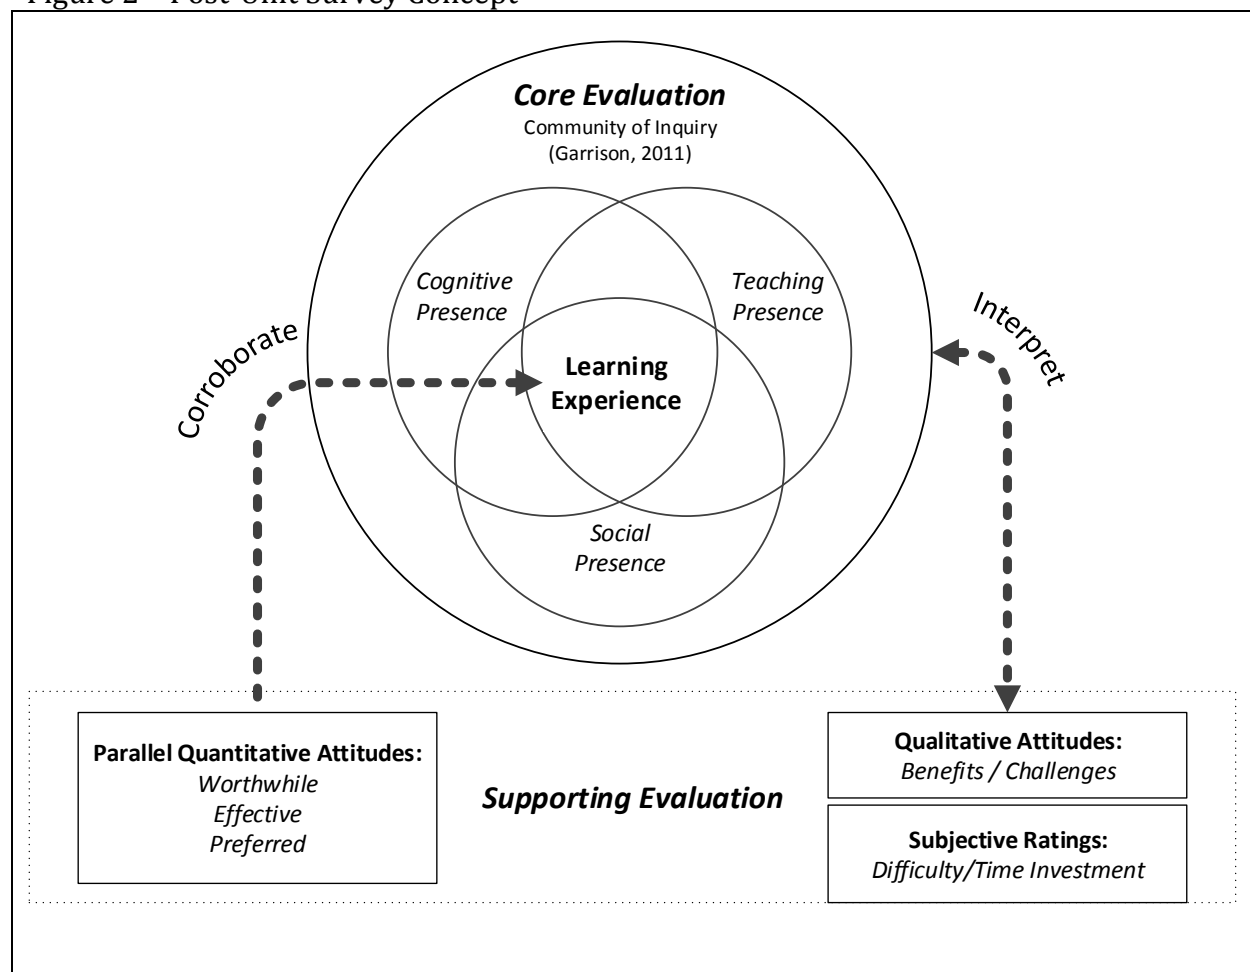 Figure 2 – Post-Unit Survey Concept
Core Evaluation
Community of Inquiry
(Garrison, 2011)
Cognitive
Presence
Teaching
Presence
Learning
Experience
Social
Presence
Corroborate
Interpret
Parallel Quantitative Attitudes:
Worthwhile
Effective
Preferred
Supporting Evaluation
Qualitative Attitudes:
Benefits / Challenges
Subjective Ratings:
Difficulty/Time Investment